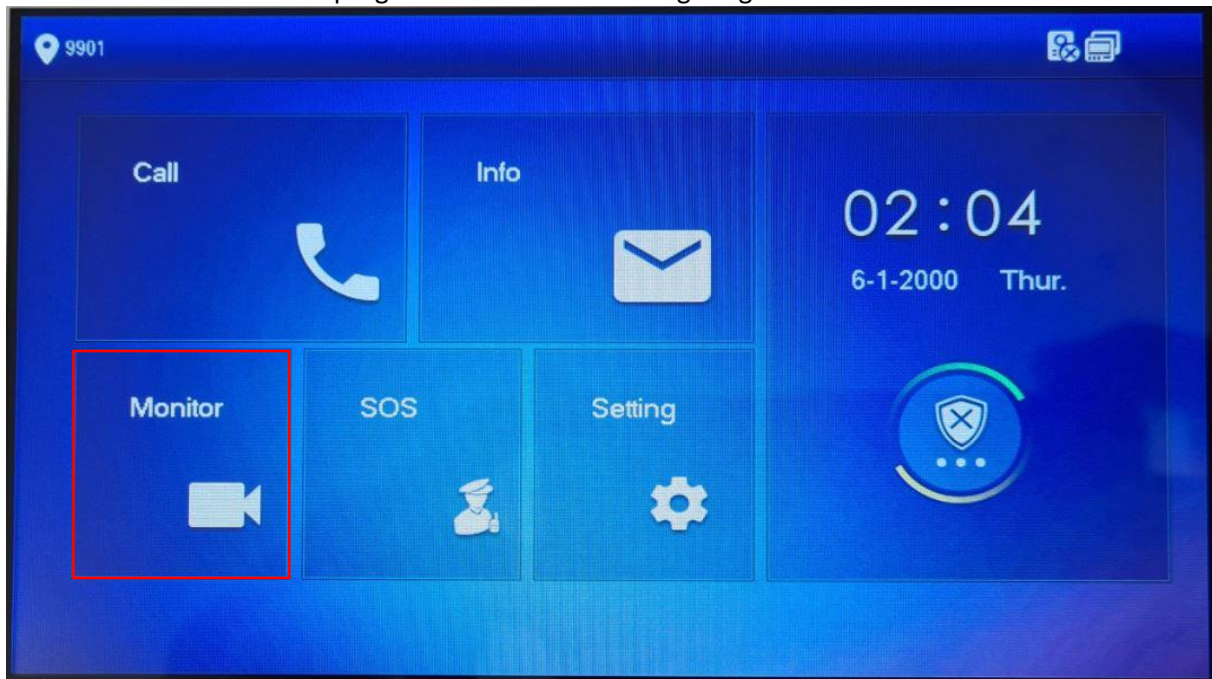 9901
Call
Info
02:04
6-1-2000 Thur.
Monitor
SOS
Setting